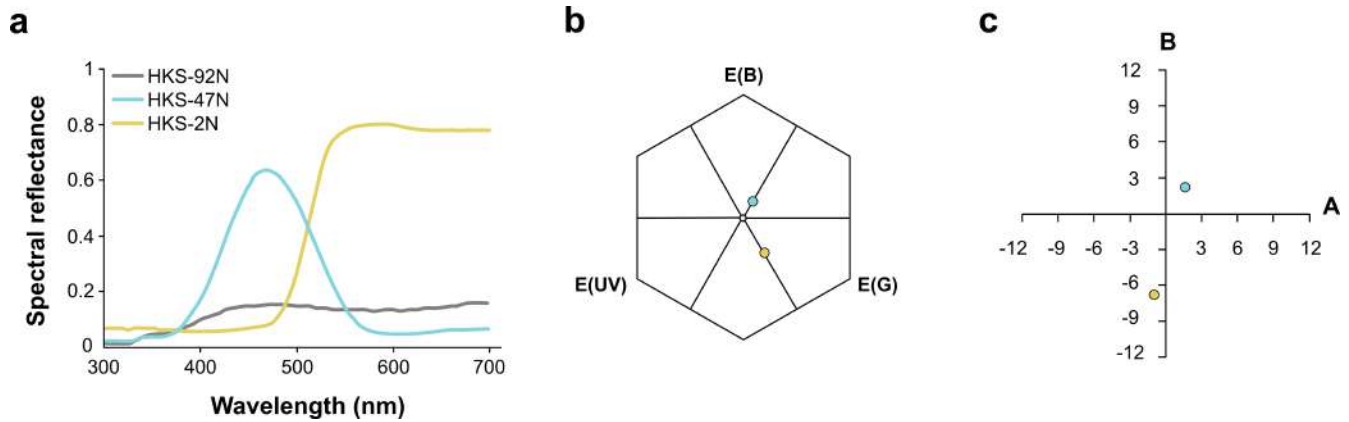 a
1
0.8
0.6
0.4
0.2
0
300 400 500 600 700
Spectral reflectance
Wavelength (nm)
HKS-92N
HKS-47N
HKS-2N
b
E(B)
E(UV)
E(G)
c
B
12
9
6
3
A
-12 -9 -6 -3 3 6 9 12
-6
-9
-12